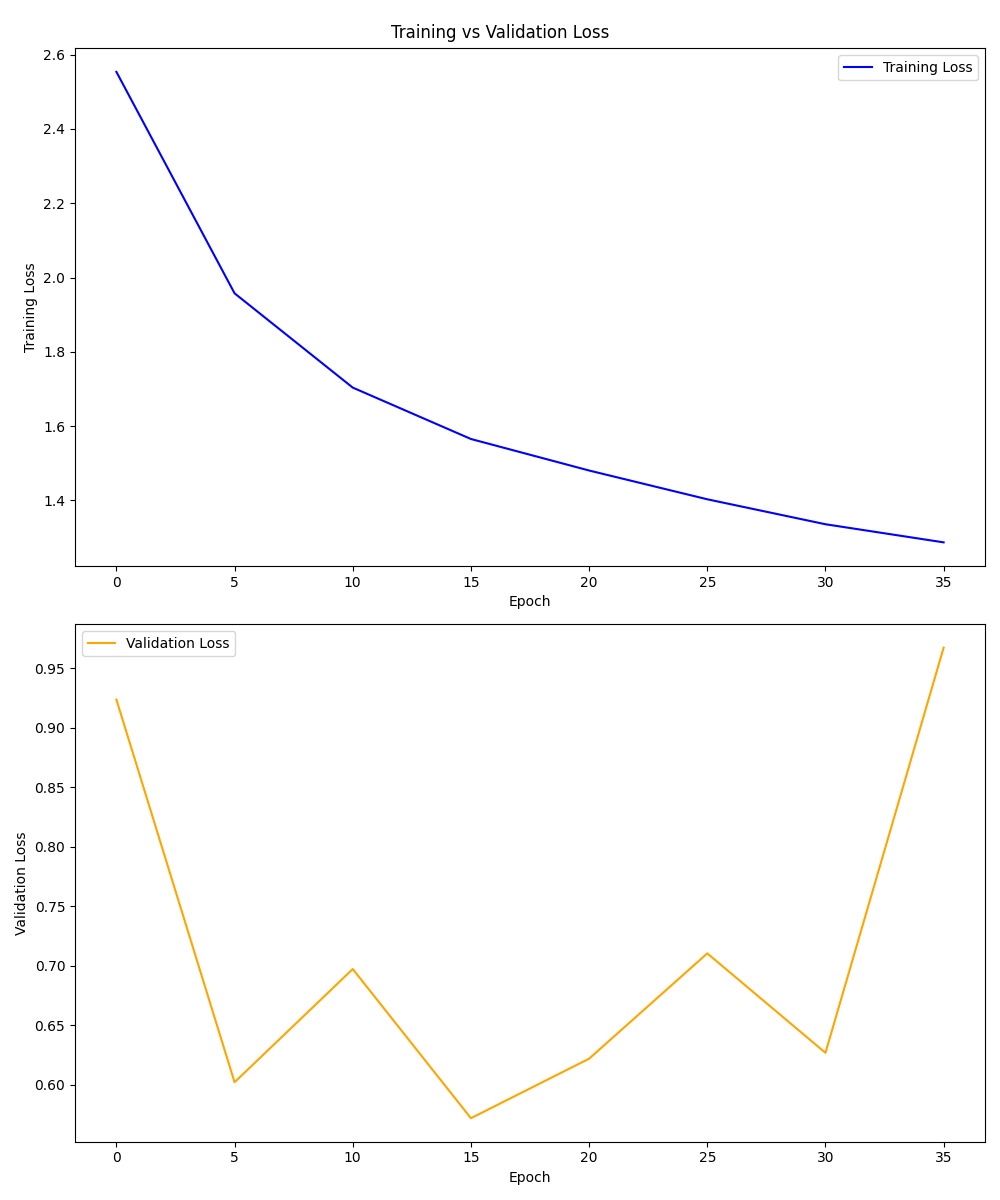 Training vs Validation Loss
2.6
2.4
2.2
2.0
1.8
1.6
1.4
Training Loss
Training Loss
0 5 10 15 20 25 30 35
Epoch
Validation Loss
0.95
0.90
0.85
0.80
0.75
0.70
0.65
0.60
Validation Loss
0 5 10 15 20 25 30 35
Epoch